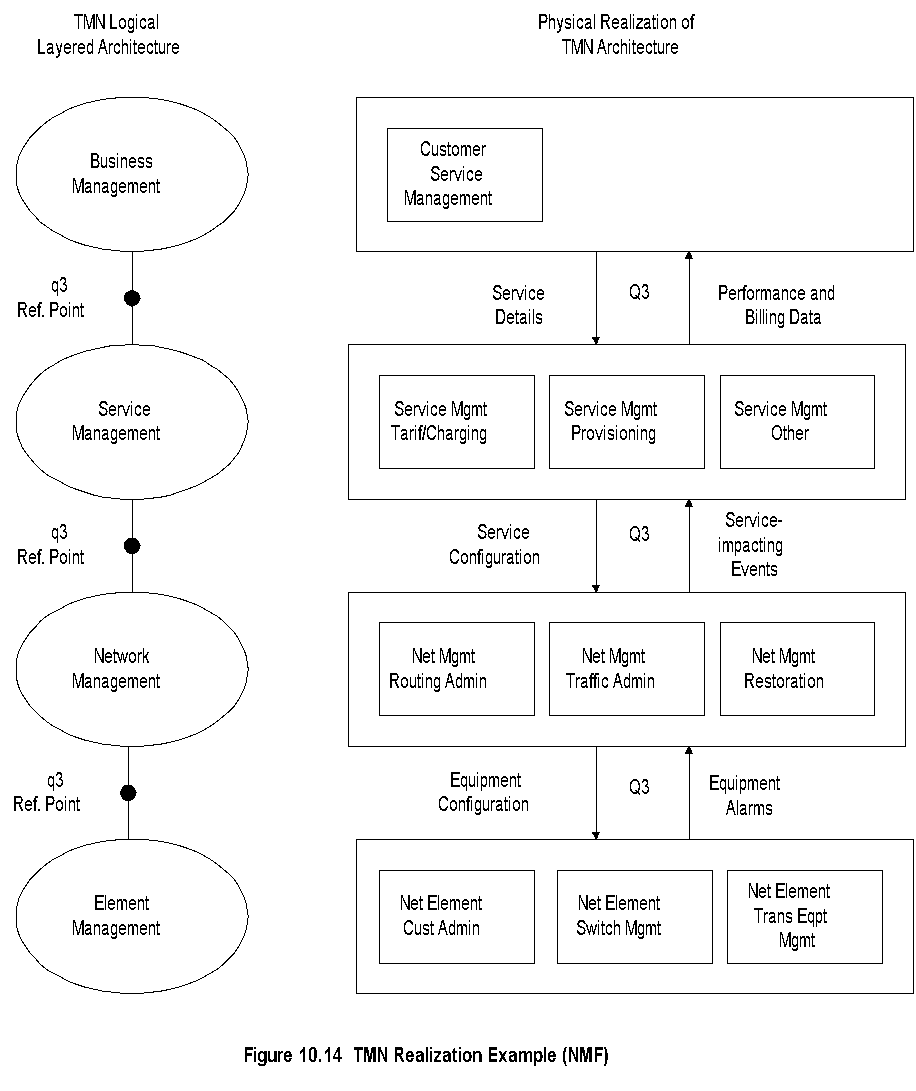 TMN Logical
Layered Architecture
Physical Realization of
TMN Architecture
Business
Management
Customer
Service
Management
q3
Ref. Point
Service
Details
Q3
Performance and
Billing Data
Service
Management
Service Mgmt
Tarif/Charging
Service Mgmt
Provisioning
Service Mgmt
Other
q3
Ref. Point
Service
Configuration
Q3
Service-
impacting
Events
Network
Management
Net Mgmt
Routing Admin
Net Mgmt
Traffic Admin
Net Mgmt
Restoration
q3
Ref. Point
Equipment
Configuration
Q3
Equipment
Alarms
Element
Management
Net Element
Cust Admin
Net Element
Switch Mgmt
Net Element
Trans Eqpt
Mgmt
Figure 10.14 TMN Realization Example (NMF)